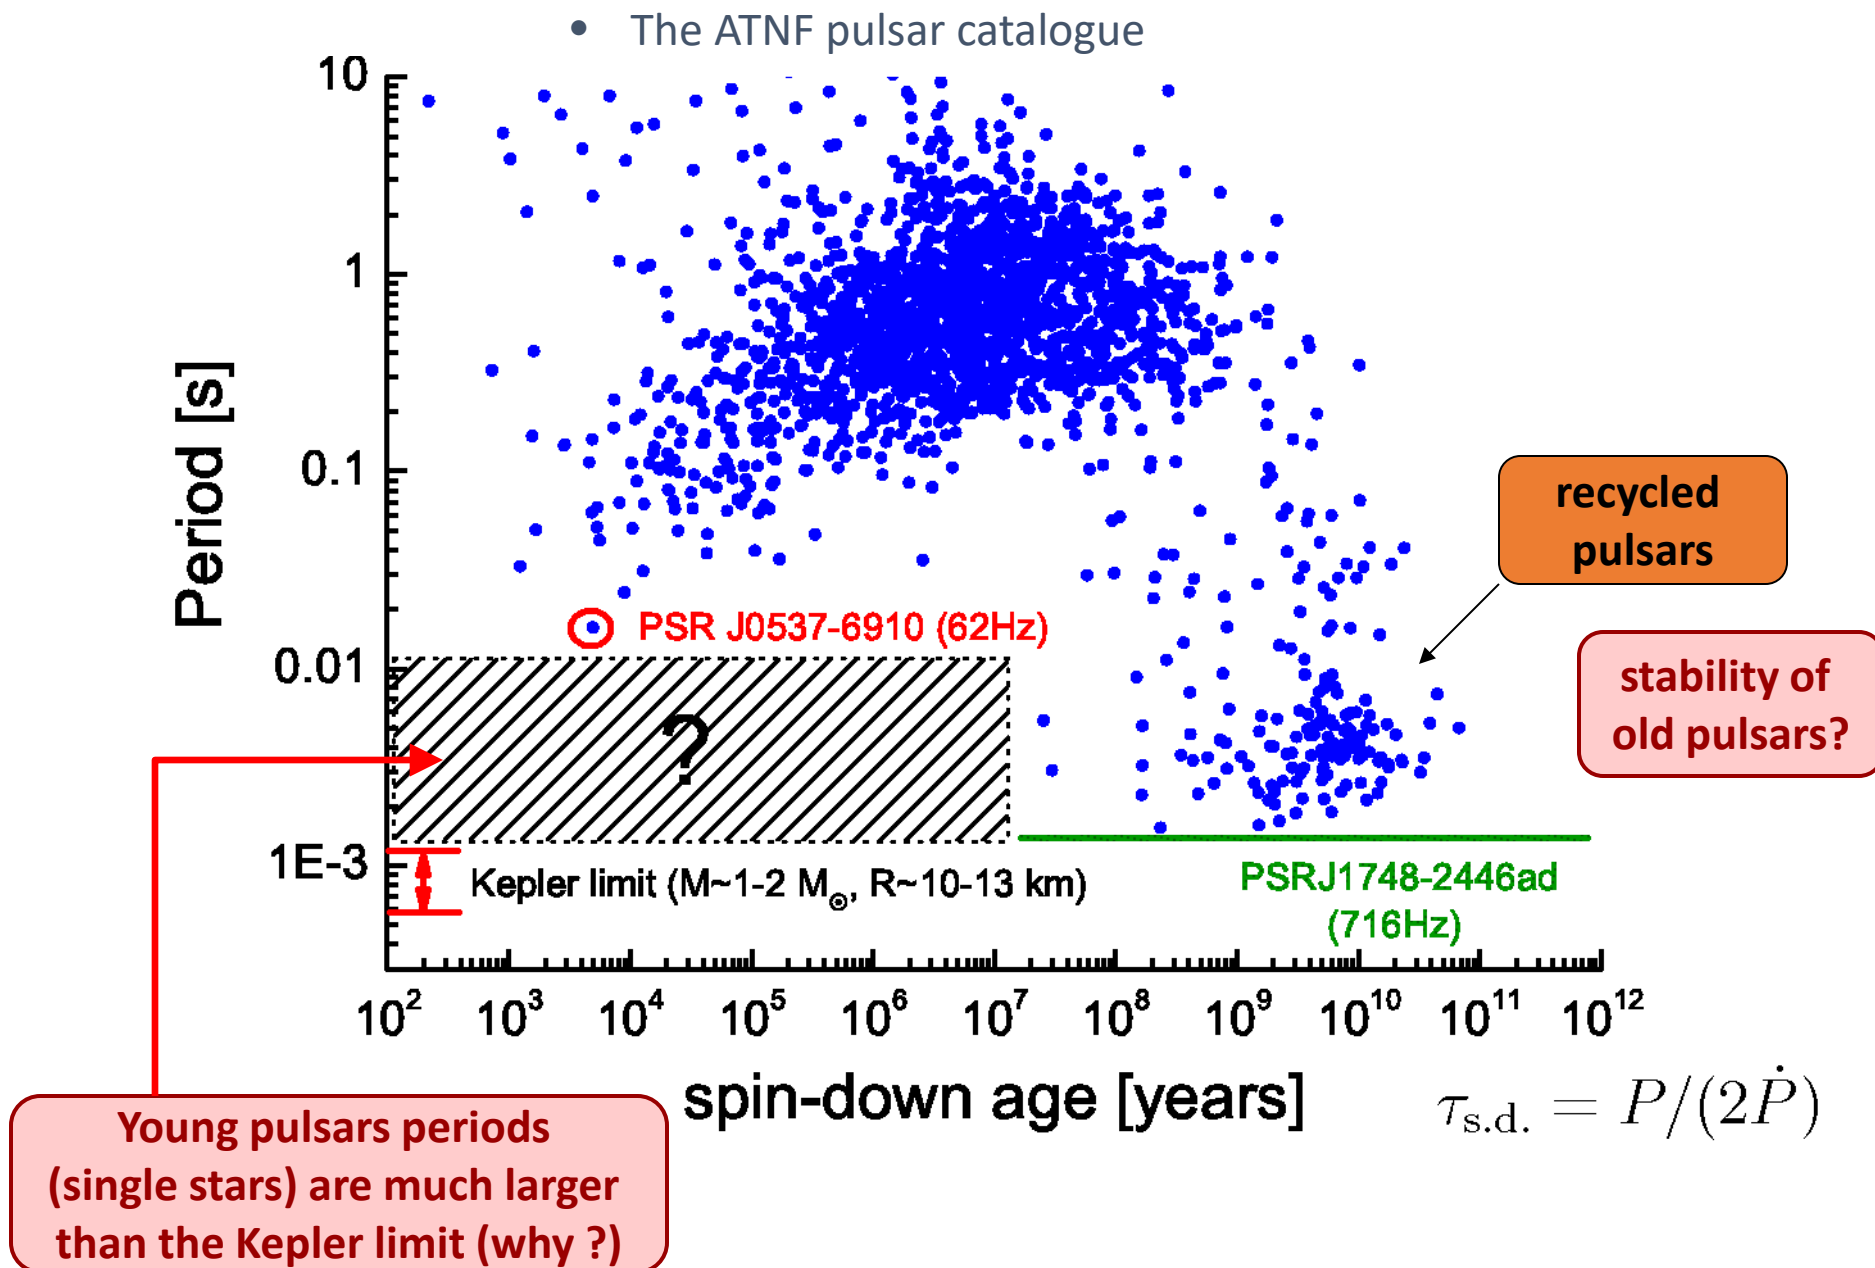 • The ATNF pulsar catalogue
10
1
0.1
0.01
1E-3
Period [s]
recycled
pulsars
PSR J0537-6910 (62Hz)
stability of
old pulsars?
?
Kepler limit (M~1-2 M☉, R~10-13 km)
PSRJ1748-2446ad
(716Hz)
10² 10³ 10⁴ 10⁵ 10⁶ 10⁷ 10⁸ 10⁹ 10¹⁰ 10¹¹ 10¹²
spin-down age [years]
τ_s.d. = P/(2Ṗ)
Young pulsars periods
(single stars) are much larger
than the Kepler limit (why ?)